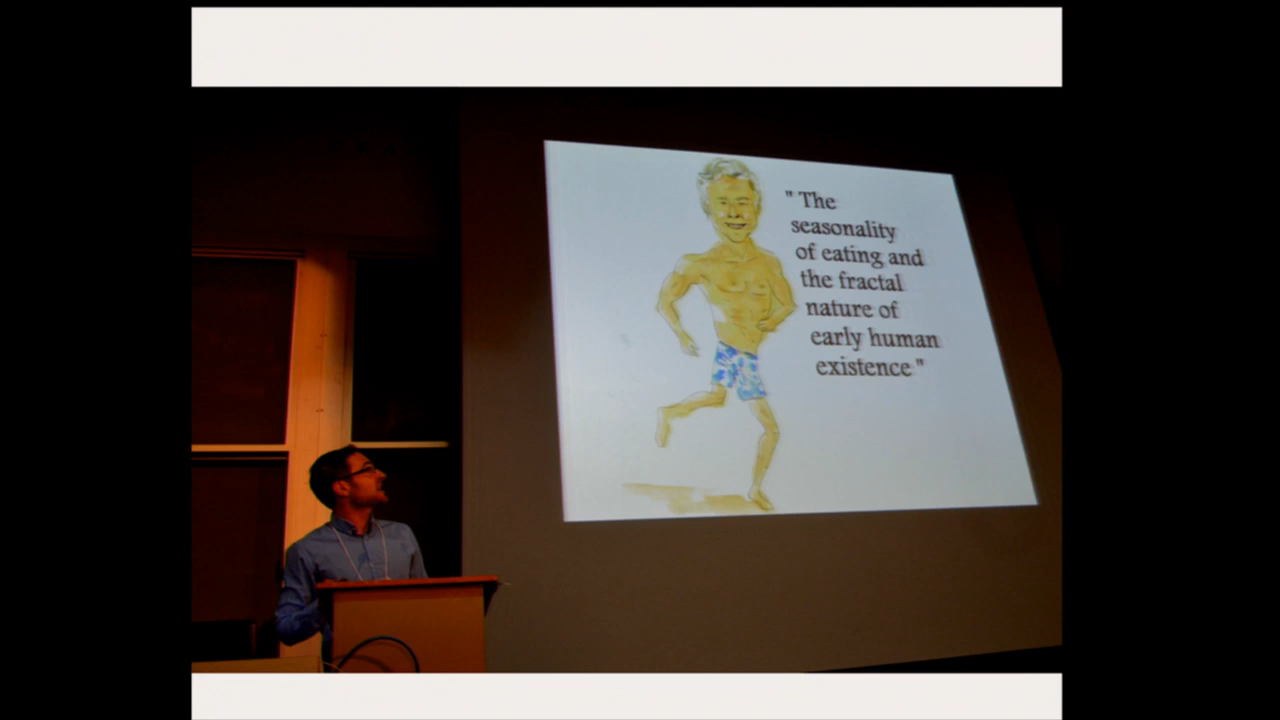 " The
seasonality
of eating and
the fractal
nature of
early human
existence "